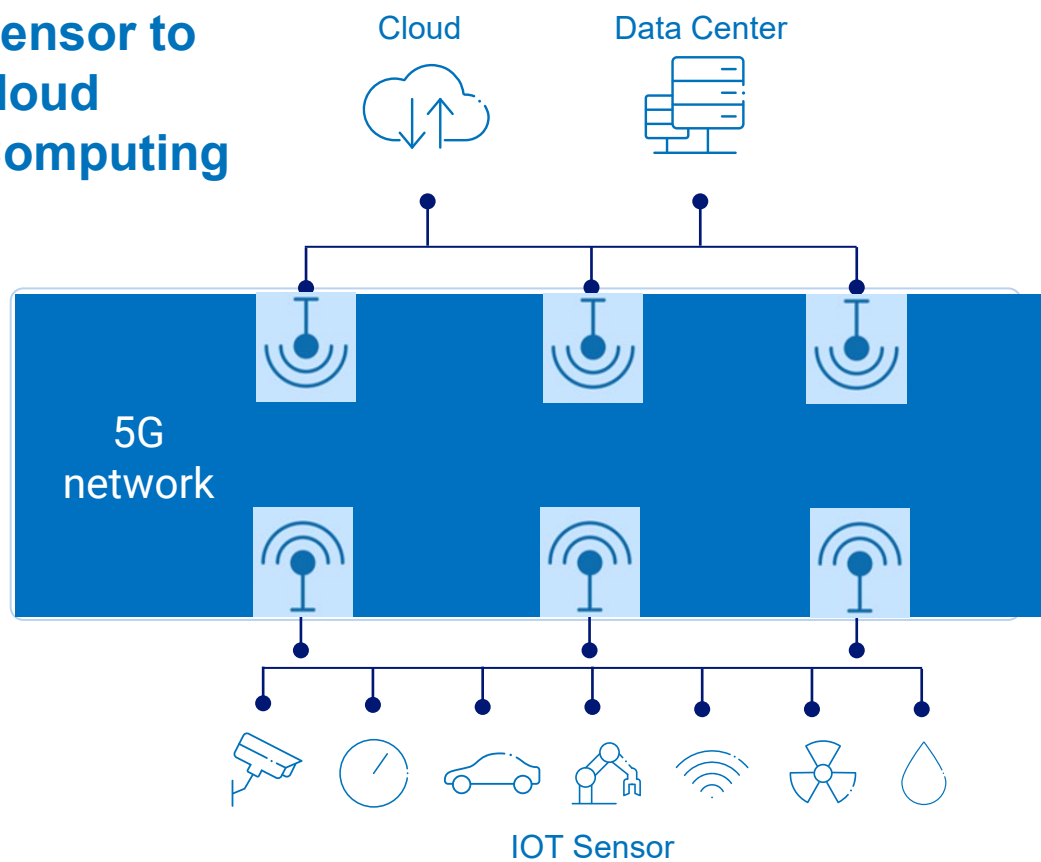 ensor to
loud
omputing
Cloud
Data Center
5G
network
IOT Sensor